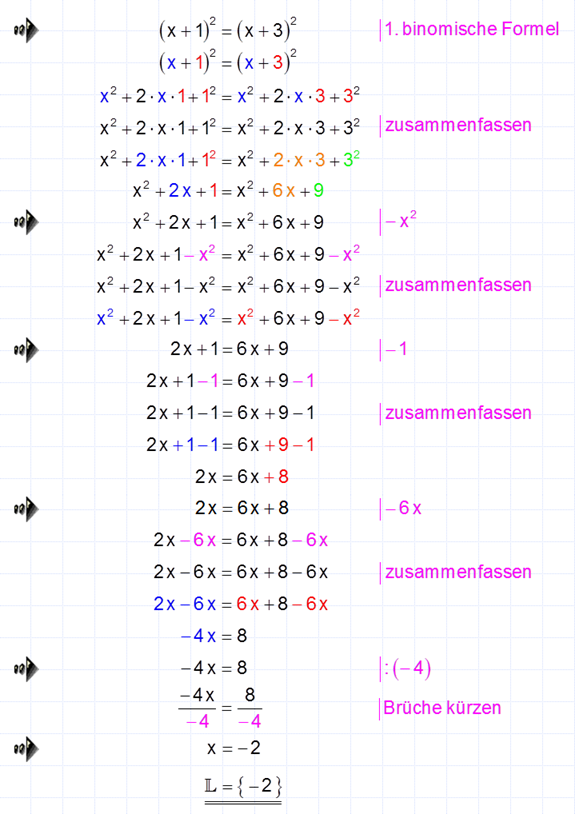 (x+1)² = (x+3)² |1. binomische Formel
(x+1)² = (x+3)²
x²+2·x·1+1² = x²+2·x·3+3²
x²+2·x·1+1² = x²+2·x·3+3² |zusammenfassen
x²+2·x·1+1² = x²+2·x·3+3²
x²+2x+1 = x²+6x+9
x²+2x+1 = x²+6x+9 |−x²
x²+2x+1−x² = x²+6x+9−x²
x²+2x+1−x² = x²+6x+9−x² |zusammenfassen
x²+2x+1−x² = x²+6x+9−x²
2x+1 = 6x+9 |−1
2x+1−1 = 6x+9−1
2x+1−1 = 6x+9−1 |zusammenfassen
2x+1−1 = 6x+9−1
2x = 6x+8
2x = 6x+8 |−6x
2x−6x = 6x+8−6x
2x−6x = 6x+8−6x |zusammenfassen
2x−6x = 6x+8−6x
−4x = 8
−4x = 8 |:(−4)
−4x/−4 = 8/−4 |Brüche kürzen
x = −2
𝕃 = {−2}